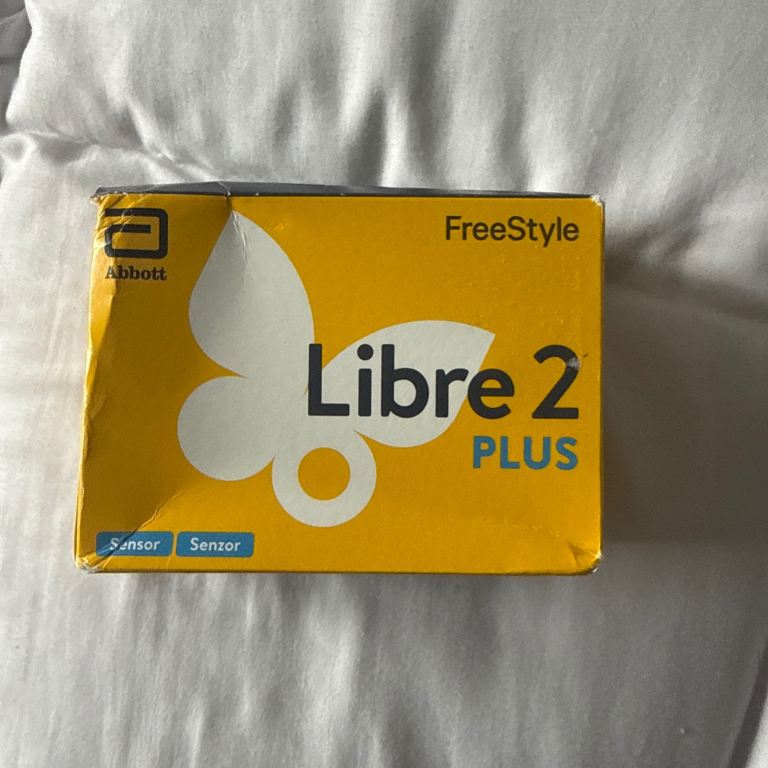 Abbott
FreeStyle
Libre 2
PLUS
Sensor Senzor